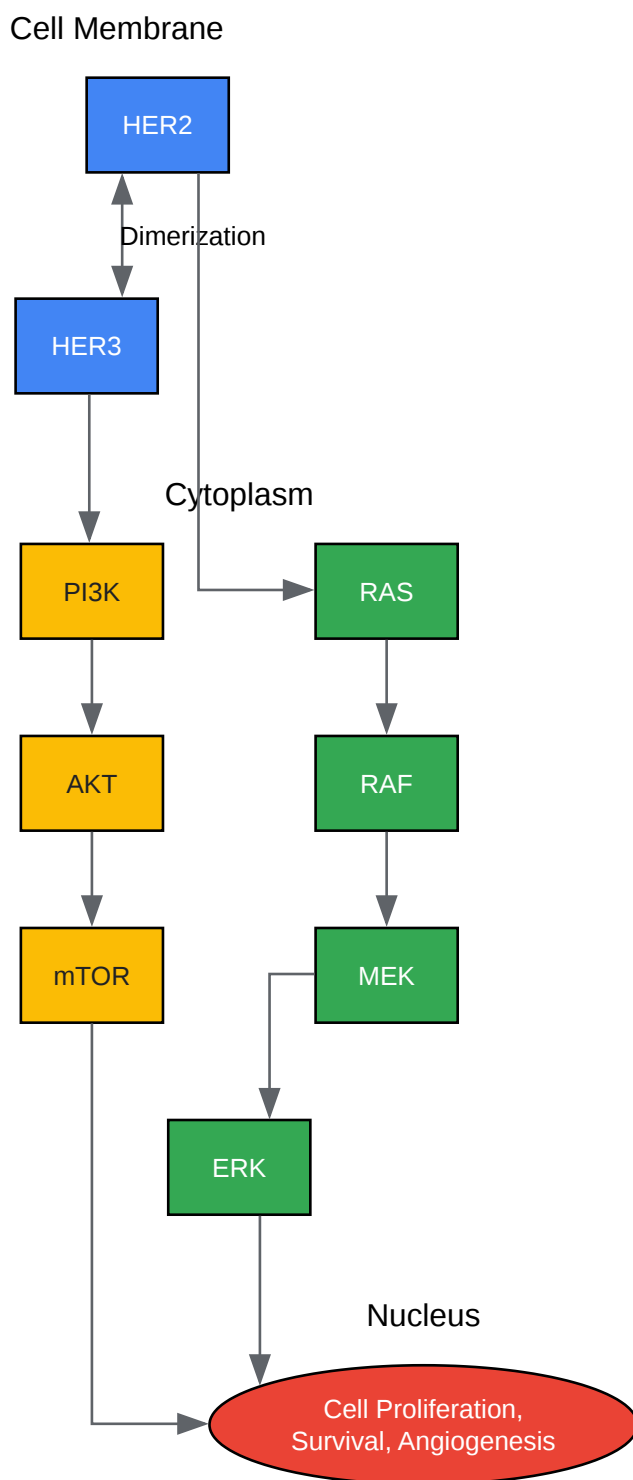 Cell Membrane
HER2
Dimerization
HER3
Cytoplasm
PI3K
RAS
AKT
RAF
mTOR
MEK
ERK
Nucleus
Cell Proliferation,
Survival, Angiogenesis